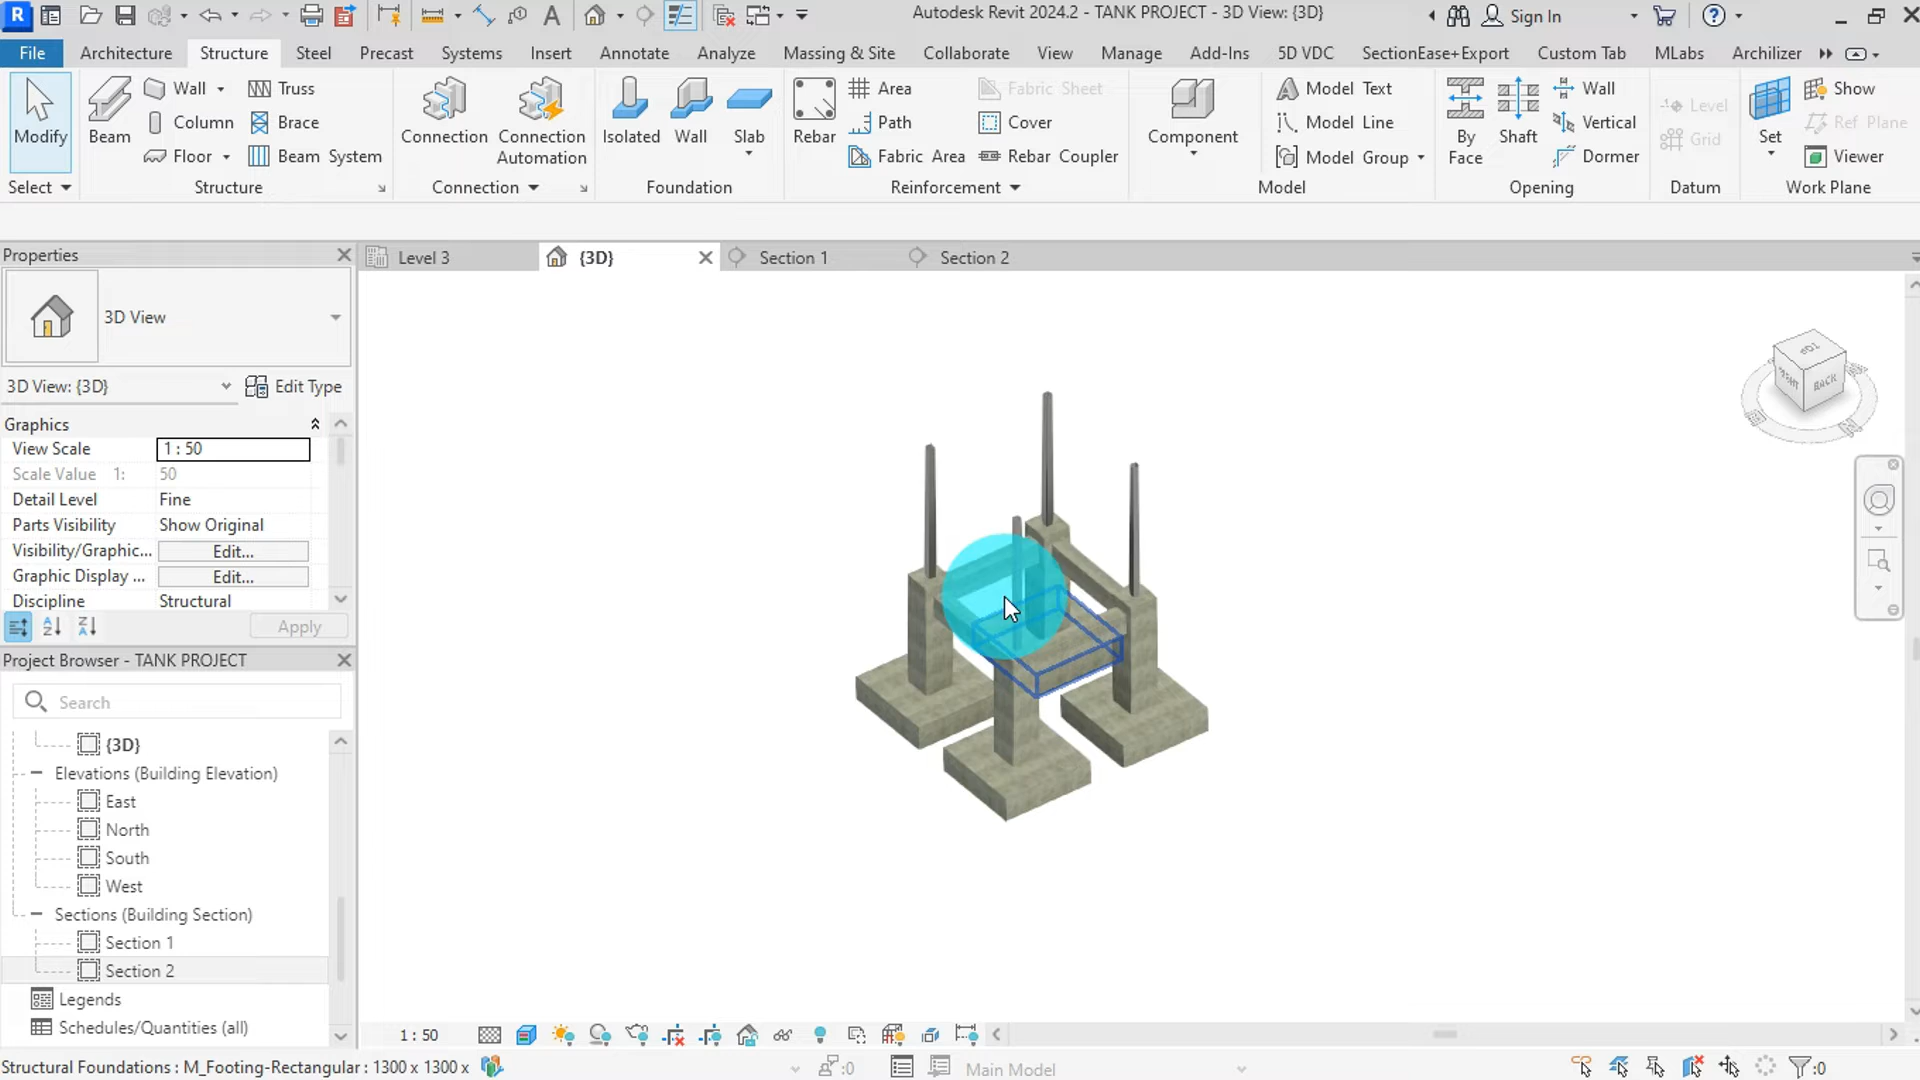 R
Autodesk Revit 2024.2 - TANK PROJECT - 3D View: {3D}
Sign In
File Architecture Structure Steel Precast Systems Insert Annotate Analyze Massing & Site Collaborate View Manage Add-Ins 5D VDC SectionEase+Export Custom Tab MLabs Archilizer
Modify
Select
Beam
Wall
Column
Floor
Truss
Brace
Beam System
Structure
Connection
Connection Automation
Connection
Isolated
Wall
Slab
Foundation
Rebar
Area
Path
Fabric Area
Fabric Sheet
Cover
Rebar Coupler
Reinforcement
Component
Model Text
Model Line
Model Group
Model
By Face
Shaft
Wall
Vertical
Dormer
Opening
Level
Grid
Datum
Set
Show
Ref Plane
Viewer
Work Plane
Properties
3D View
3D View: {3D}
Edit Type
Graphics
View Scale 1 : 50
Scale Value 1: 50
Detail Level Fine
Parts Visibility Show Original
Visibility/Graphic... Edit...
Graphic Display ... Edit...
Discipline Structural
Apply
Project Browser - TANK PROJECT
Search
{3D}
Elevations (Building Elevation)
East
North
South
West
Sections (Building Section)
Section 1
Section 2
Legends
Schedules/Quantities (all)
Level 3
{3D}
Section 1
Section 2
TOP
RIGHT
BACK
1 : 50
Structural Foundations : M_Footing-Rectangular : 1300 x 1300 x
:0
Main Model
:0